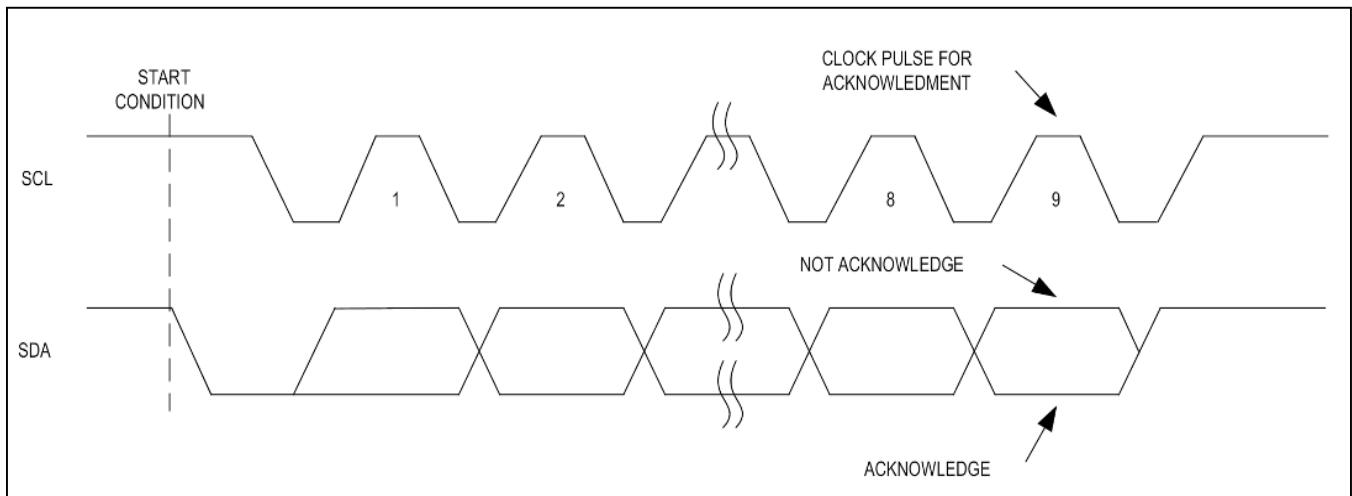 START
CONDITION
CLOCK PULSE FOR
ACKNOWLEDMENT
SCL
1
2
8
9
NOT ACKNOWLEDGE
SDA
ACKNOWLEDGE